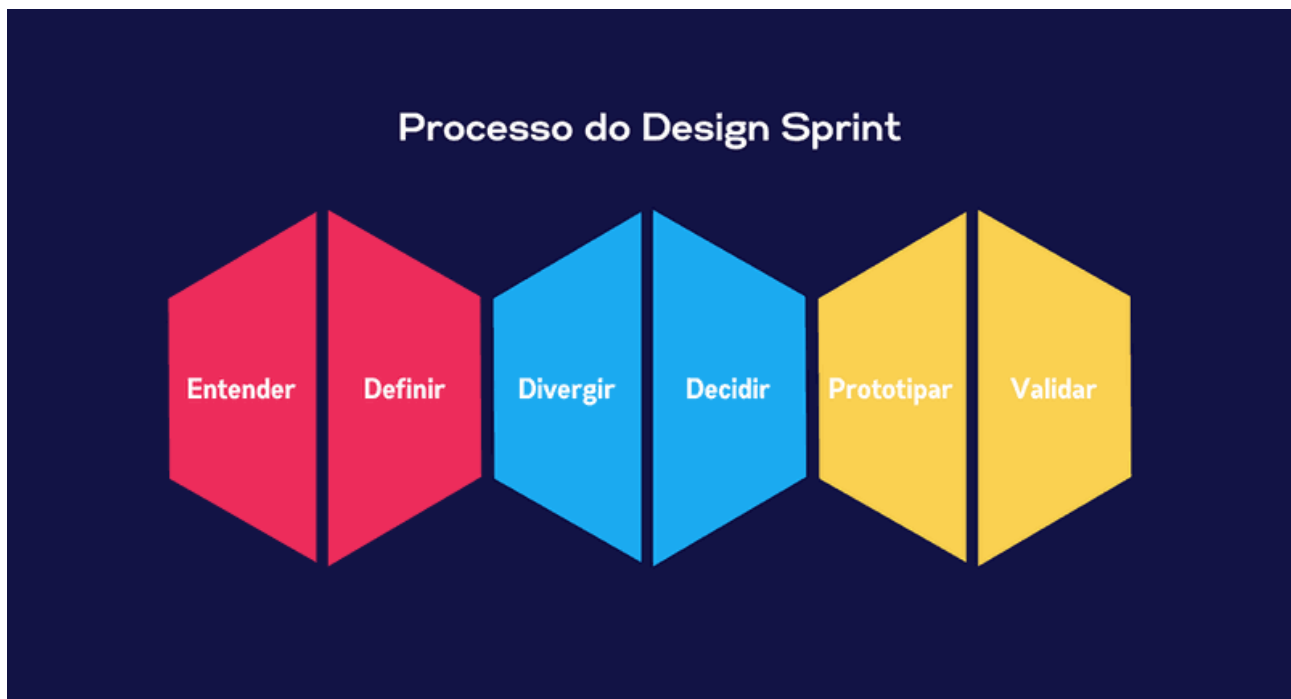 Processo do Design Sprint
Entender
Definir
Divergir
Decidir
Prototipar
Validar